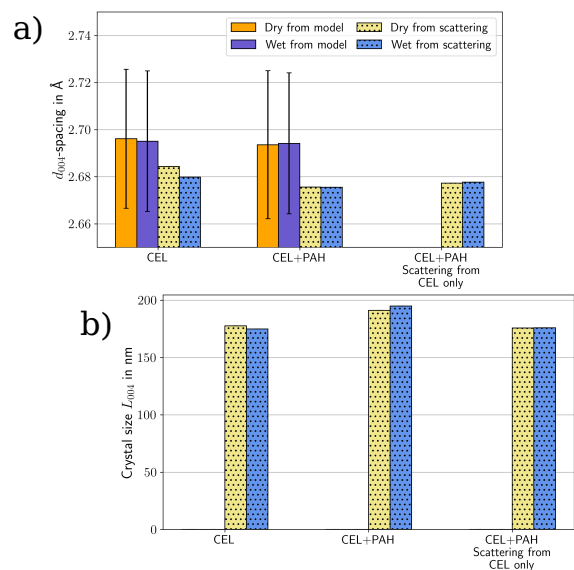 a)
2.74
2.72
2.70
2.68
2.66
d004-spacing in Å
Dry from model
Wet from model
Dry from scattering
Wet from scattering
CEL
CEL+PAH
CEL+PAH
Scattering from
CEL only
b)
200
150
100
50
0
Crystal size L004 in nm
CEL
CEL+PAH
CEL+PAH
Scattering from
CEL only